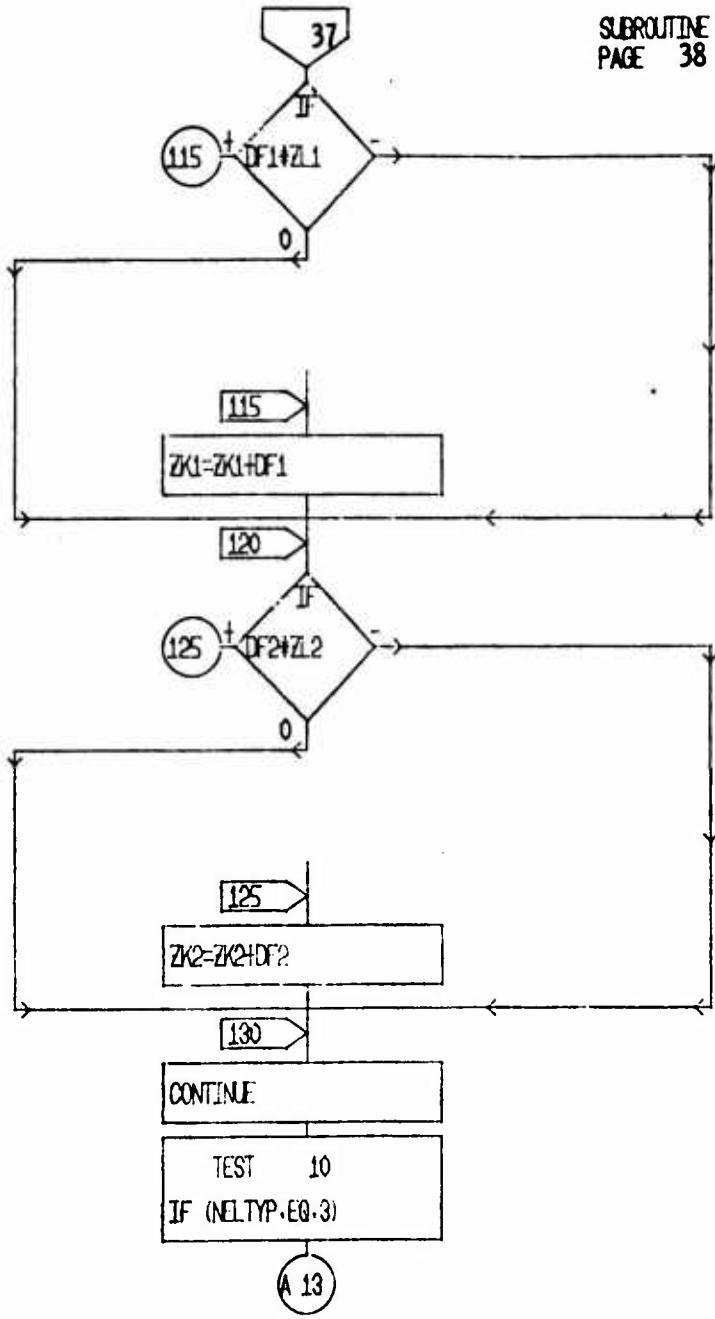 37
SUBROUTINE
PAGE 38
IF
115
+
DF1*ZL1
-
0
115
ZK1=ZK1+DF1
120
IF
125
+
DF2*ZL2
-
0
125
ZK2=ZK2+DF2
130
CONTINUE
TEST 10
IF (NELTYP.EQ.3)
A 13